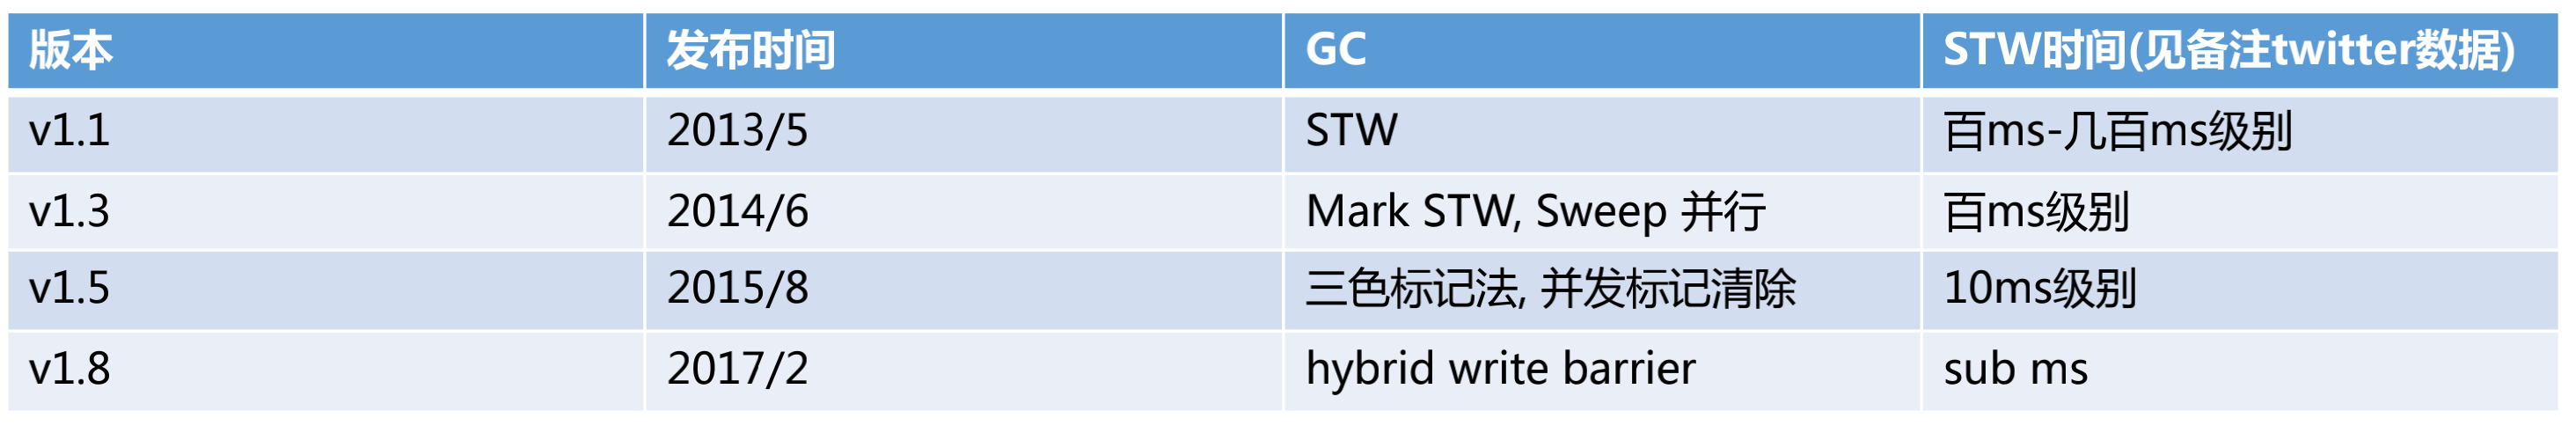 版本 发布时间 GC STW时间(见备注twitter数据)
v1.1 2013/5 STW 百ms-几百ms级别
v1.3 2014/6 Mark STW, Sweep 并行 百ms级别
v1.5 2015/8 三色标记法, 并发标记清除 10ms级别
v1.8 2017/2 hybrid write barrier sub ms